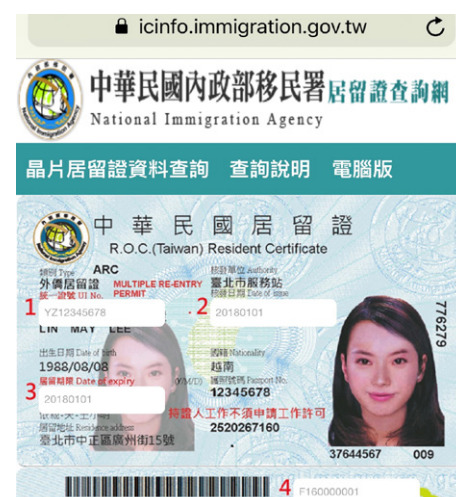 icinfo.immigration.gov.tw
中華民國內政部移民署居留證查詢網
National Immigration Agency
晶片居留證資料查詢 查詢說明 電腦版
中華民國居留證
R.O.C.(Taiwan) Resident Certificate
類別 Type ARC
核發單位 Authority
外僑居留證 MULTIPLE RE-ENTRY PERMIT
臺北市服務站
統一證號 UI No.
核發日期 Date of issue
1 YZ12345678
.2 20180101
LIN MAY LEE
776279
出生日期 Date of birth
國籍 Nationality
1988/08/08
越南
居留期限 Date of expiry (Y/M/D)
護照號碼 Passport No.
12345678
3 20180101
持證人工作不須申請工作許可
居留地址 Residence address
2520267160
臺北市中正區廣州街15號
37644567 009
4 F160000001